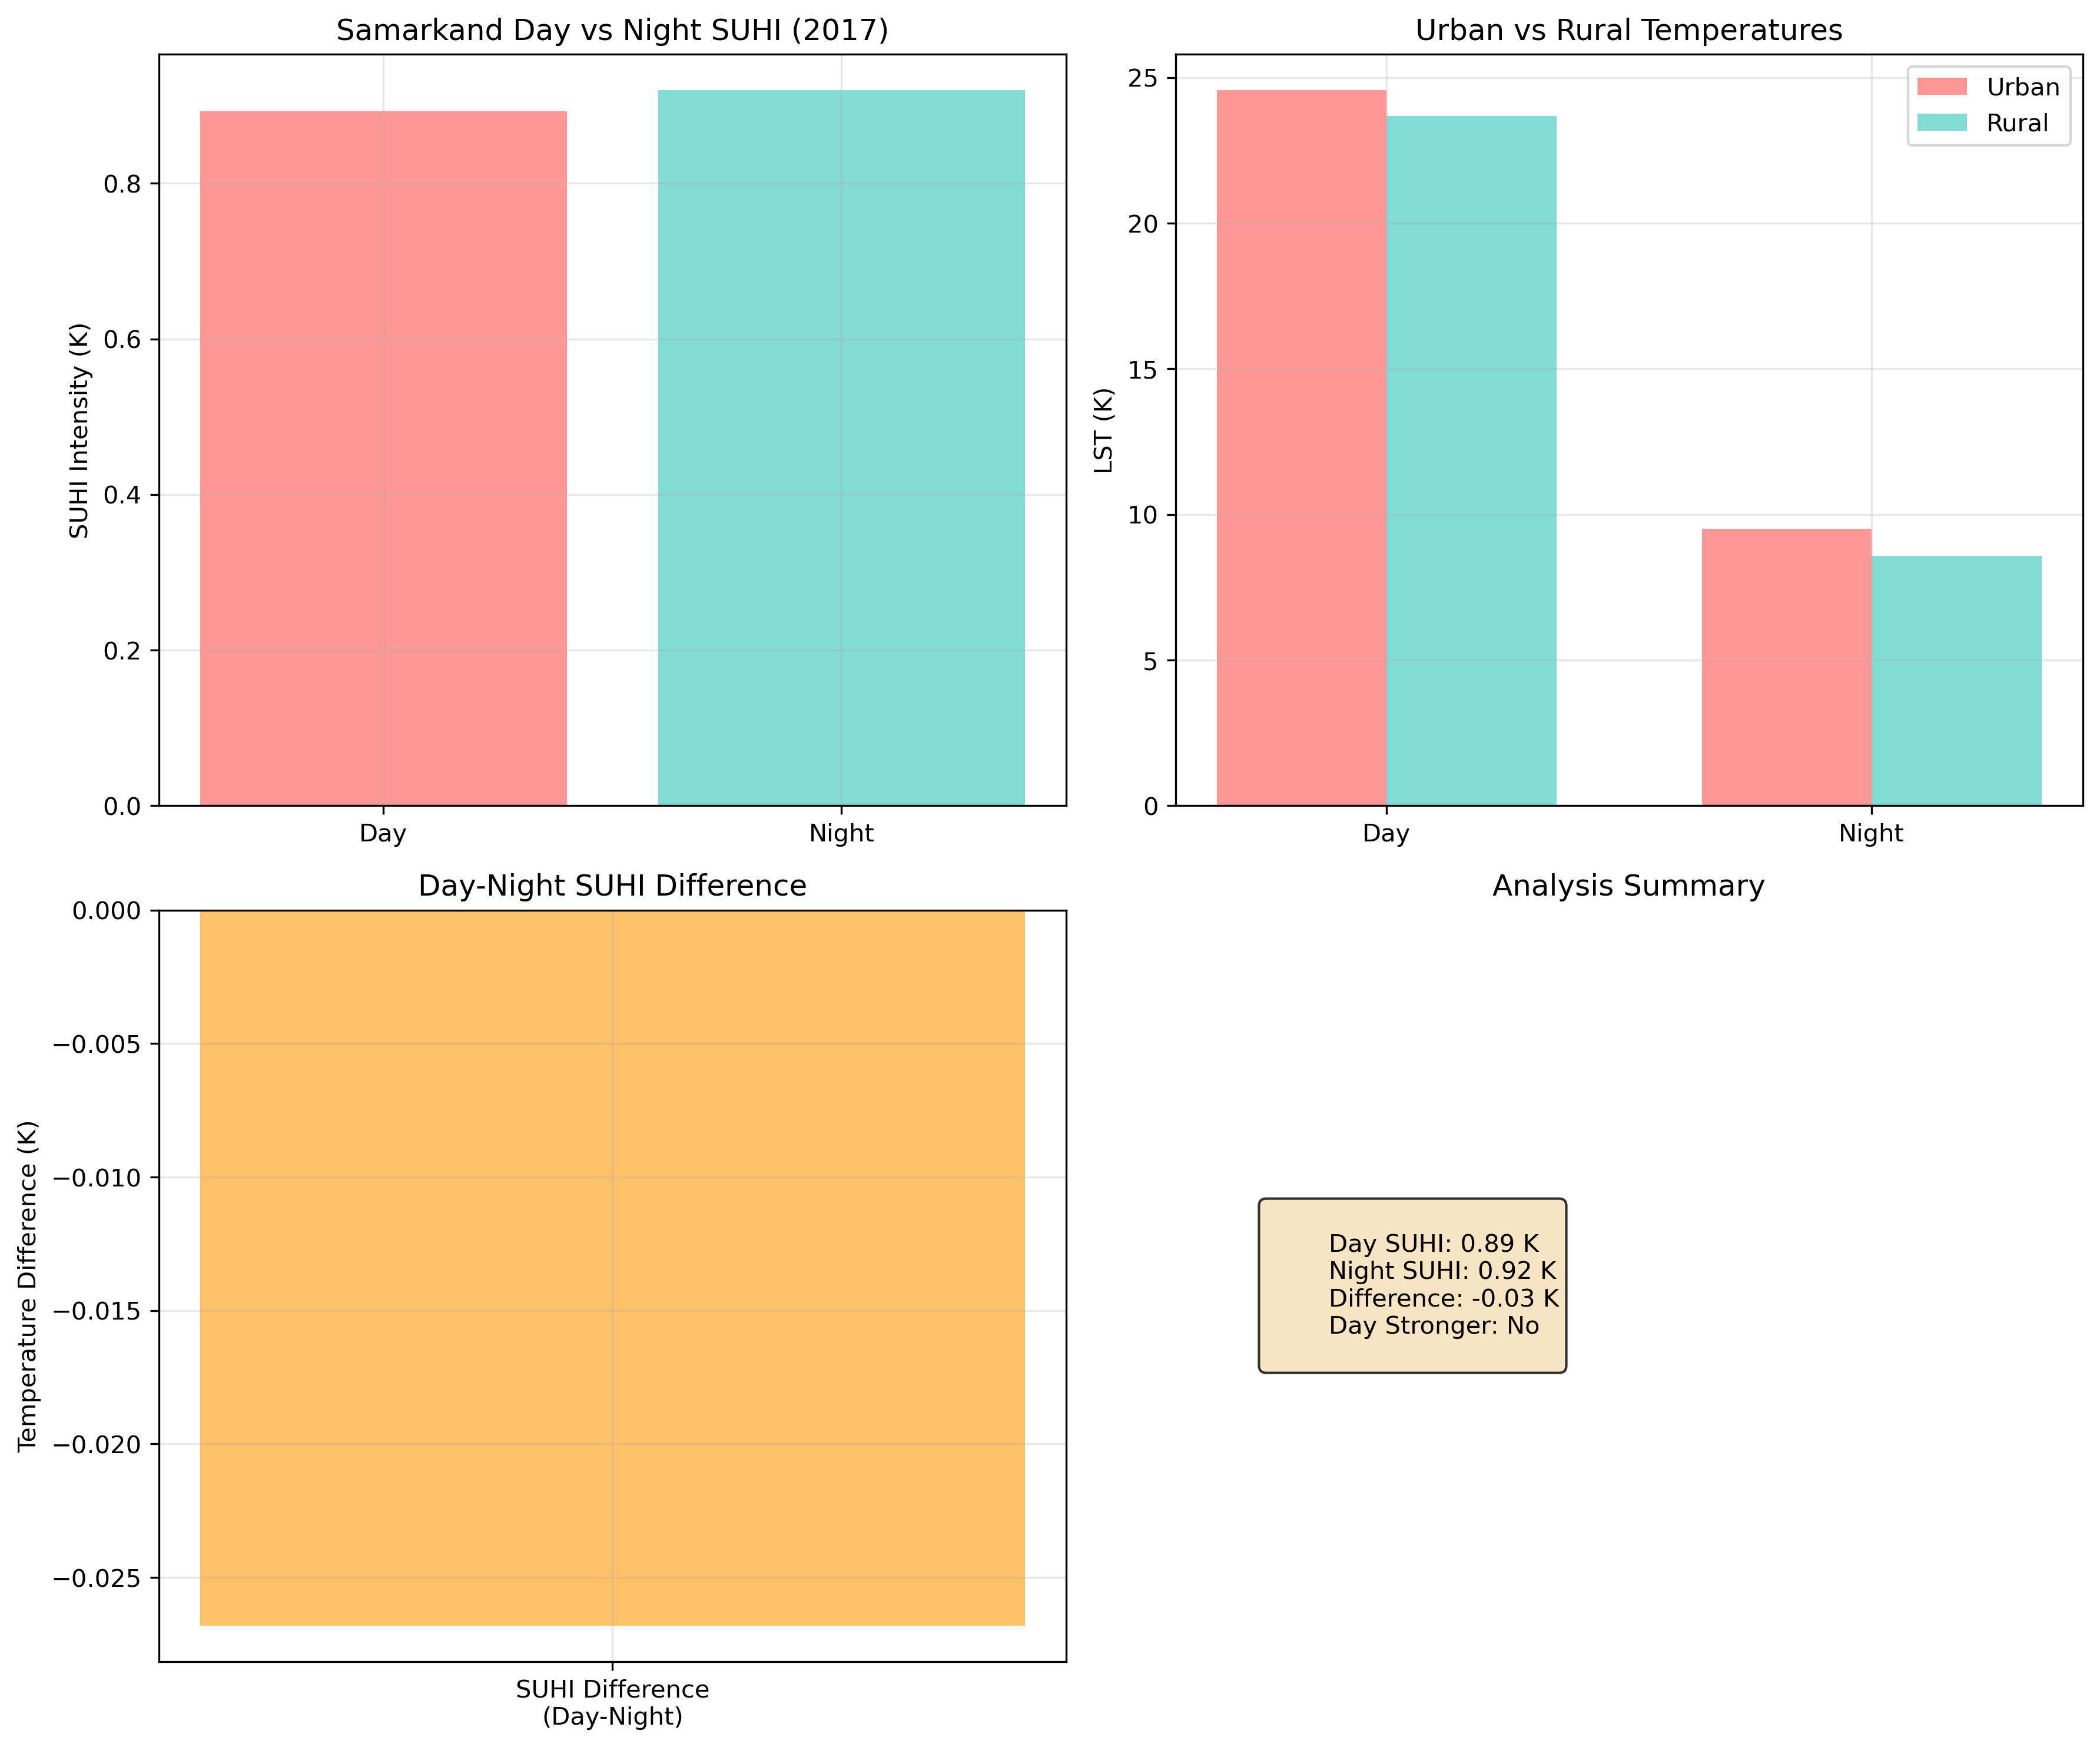 Samarkand Day vs Night SUHI (2017)
SUHI Intensity (K)
0.8
0.6
0.4
0.2
0.0
Day
Night
Urban vs Rural Temperatures
LST (K)
25
20
15
10
5
0
Urban
Rural
Day
Night
Day-Night SUHI Difference
Temperature Difference (K)
0.000
−0.005
−0.010
−0.015
−0.020
−0.025
SUHI Difference
(Day-Night)
Analysis Summary
Day SUHI: 0.89 K
Night SUHI: 0.92 K
Difference: -0.03 K
Day Stronger: No